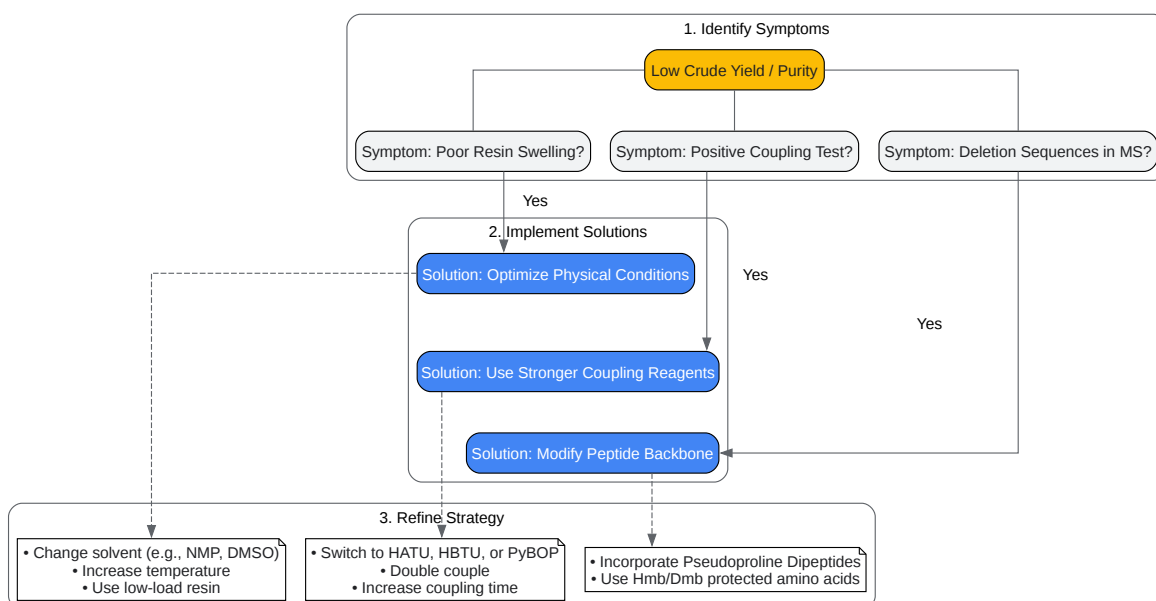 1. Identify Symptoms
Low Crude Yield / Purity
Symptom: Poor Resin Swelling?
Symptom: Positive Coupling Test?
Symptom: Deletion Sequences in MS?
Yes
2. Implement Solutions
Solution: Optimize Physical Conditions
Yes
Yes
Solution: Use Stronger Coupling Reagents
Solution: Modify Peptide Backbone
3. Refine Strategy
• Change solvent (e.g., NMP, DMSO)
• Increase temperature
• Use low-load resin
• Switch to HATU, HBTU, or PyBOP
• Double couple
• Increase coupling time
• Incorporate Pseudoproline Dipeptides
• Use Hmb/Dmb protected amino acids